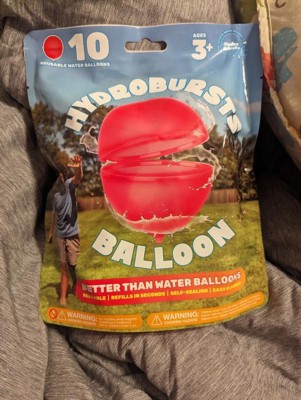 10
REUSABLE WATER BALLOONS
AGES
3+
HYDROBURSTS
BALLOON
BETTER THAN WATER BALLOONS
REUSABLE | REFILLS IN SECONDS | SELF-SEALING |
WARNING:
WARNING: